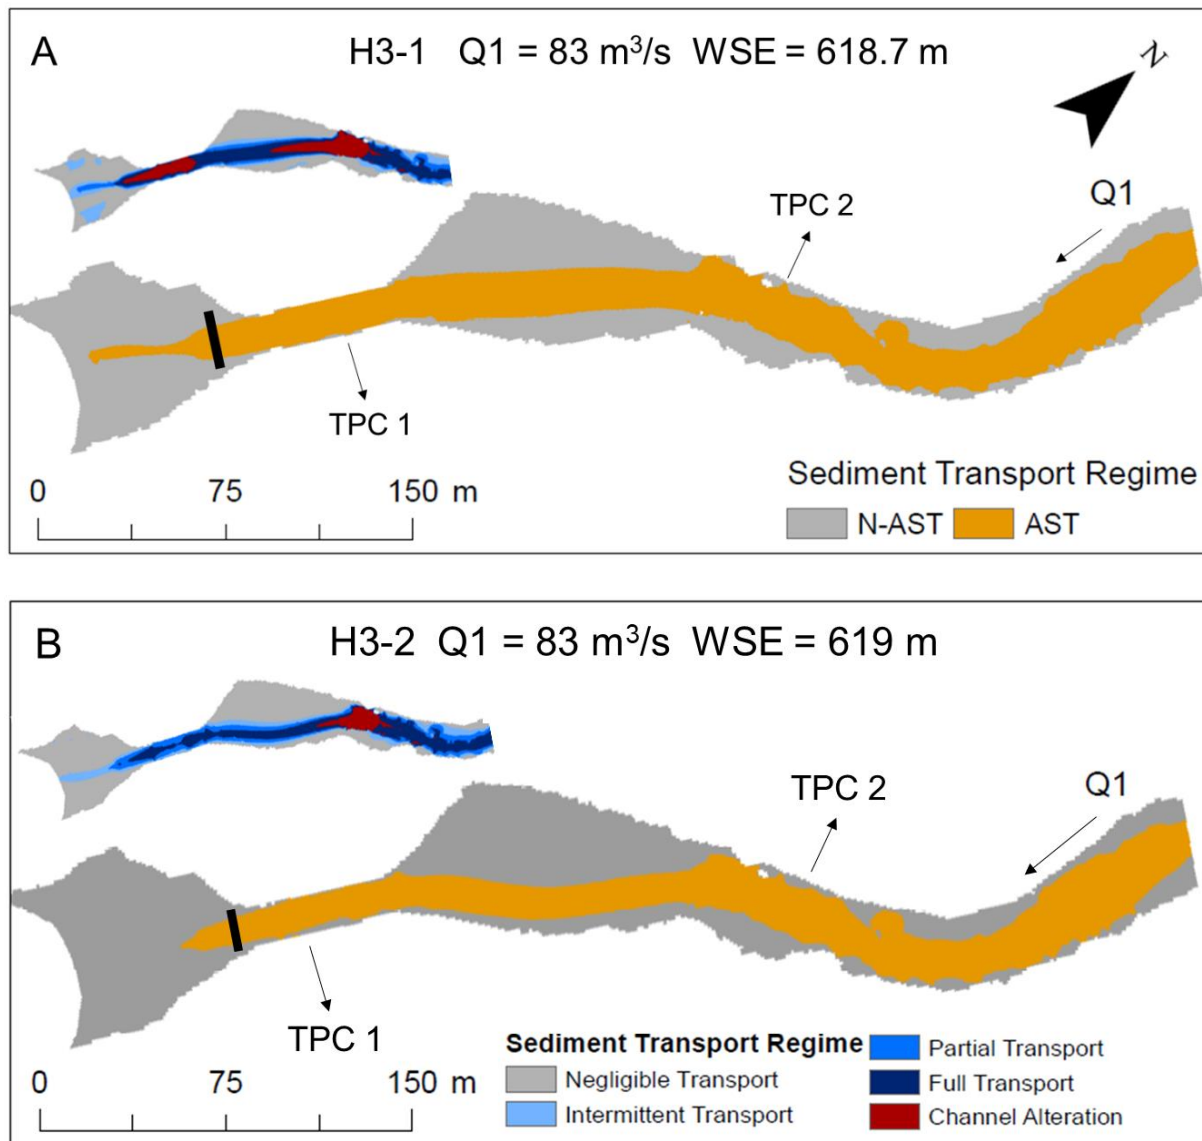 A
H3-1 Q1 = 83 m³/s WSE = 618.7 m
N
TPC 2
Q1
TPC 1
0 75 150 m
Sediment Transport Regime
N-AST AST
B
H3-2 Q1 = 83 m³/s WSE = 619 m
TPC 2
Q1
TPC 1
0 75 150 m
Sediment Transport Regime
Negligible Transport
Intermittent Transport
Partial Transport
Full Transport
Channel Alteration